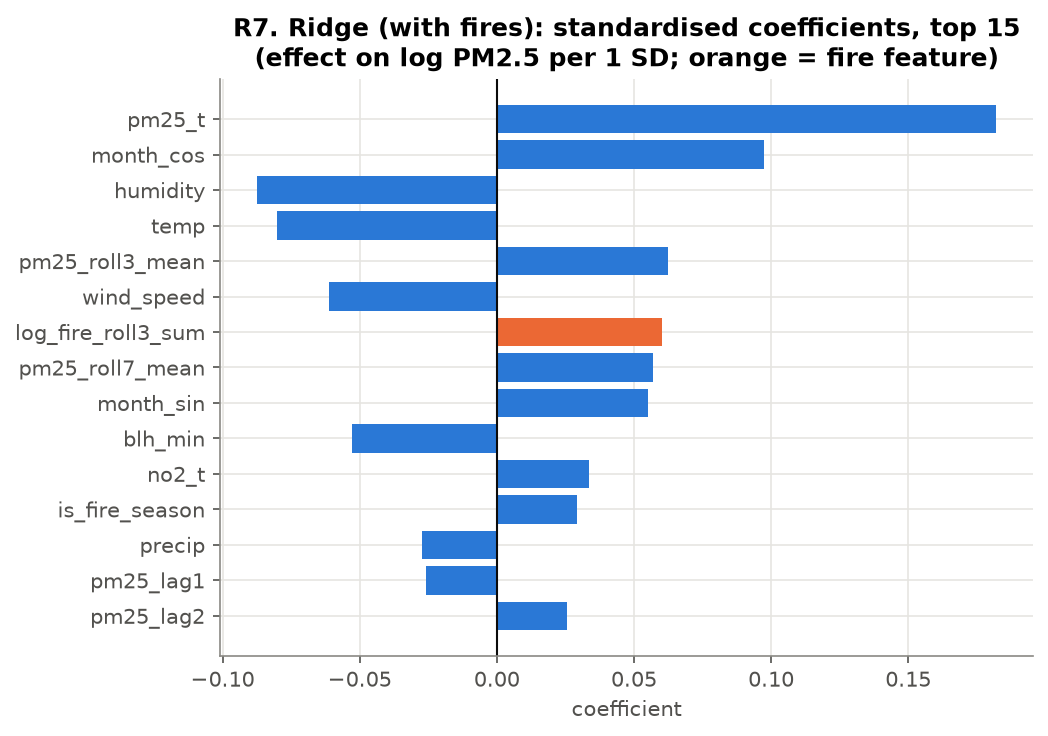 R7. Ridge (with fires): standardised coefficients, top 15
(effect on log PM2.5 per 1 SD; orange = fire feature)
pm25_t
month_cos
humidity
temp
pm25_roll3_mean
wind_speed
log_fire_roll3_sum
pm25_roll7_mean
month_sin
blh_min
no2_t
is_fire_season
precip
pm25_lag1
pm25_lag2
−0.10 −0.05 0.00 0.05 0.10 0.15
coefficient